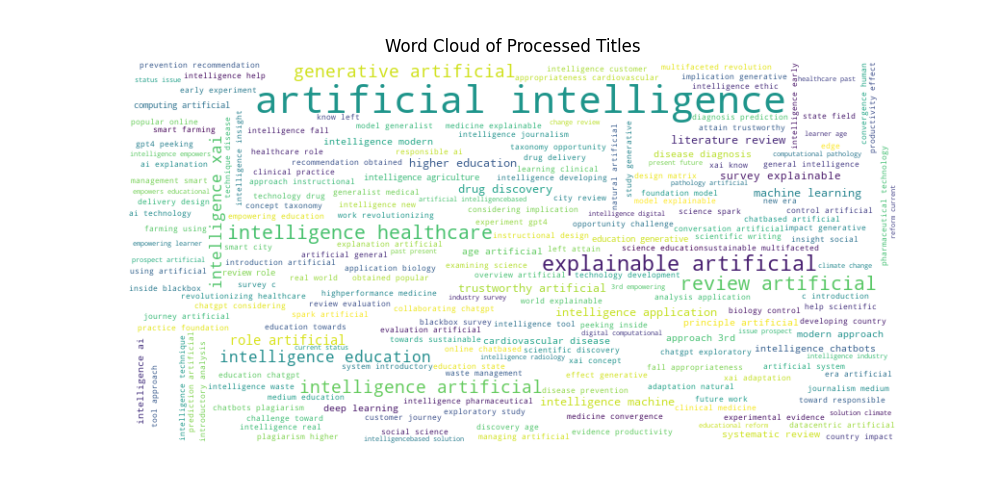 Word Cloud of Processed Titles
prevention recommendation
generative artificial
intelligence customer
multifaceted revolution
status issue
intelligence help
appropriateness cardiovascular
implication generative
healthcare past
early experiment
artificial intelligence
intelligence ethic
intelligence early
convergence human
productivity effect
computing artificial
popular online
know left
change review
diagnosis prediction
state field
smart farming
intelligence fall
model generalist
medicine explainable
intelligence journalism
attain trustworthy
learner age
gpt4 peeking
intelligence xai
technique disease
intelligence insight
intelligence modern
taxonomy opportunity
natural artificial
study generative
literature review
edge
intelligence empowers
healthcare role
responsible ai
drug delivery
disease diagnosis
present future
computational pathology
ai explanation
recommendation obtained
higher education
learning clinical
xai know
general intelligence
clinical practice
intelligence agriculture
intelligence developing
design matrix
survey explainable
management smart
approach instructional
pathology artificial
empowers educational
technology drug
generalist medical
drug discovery
opportunity challenge
foundation model
machine learning
delivery design
artificial intelligencebased
city review
model explainable
new era
concept taxonomy
intelligence new
considering implication
intelligence digital
science spark
control artificial
ai technology
empowering education
work revolutionizing
experiment gpt4
chatbot artificial
pharmaceutical technology
reform current
farming using
intelligence healthcare
instructional design
conversation artificial
impact generative
education generative
scientific writing
insight social
empowering learner
smart city
explanation artificial
past present
age artificial
left attain
science educationsustainable multifaceted
artificial general
prospect artificial
introduction artificial
application biology
examining science
explainable artificial
climate change
using artificial
review role
real world
obtained popular
overview artificial
technology development
inside blackbox
survey c
trustworthy artificial
3rd empowering
analysis application
review artificial
c introduction
revolutionizing healthcare
highperformance medicine
industry survey
world explainable
chatgpt considering
review evaluation
collaborating chatgpt
biology control
help scientific
journey artificial
spark artificial
intelligence application
blackbox survey
intelligence tool
peeking inside
principle artificial
developing country
practice foundation
education towards
evaluation artificial
digital computational
issue prospect
modern approach
role artificial
towards sustainable
cardiovascular disease
approach 3rd
current status
online chatbot
scientific discovery
chatgpt exploratory
intelligence chatbots
intelligence ai
tool approach
intelligence technique
prediction artificial
introductory analysis
intelligence education
intelligence radiology
xai concept
intelligence industry
system introductory
education state
fall appropriateness
artificial system
education chatgpt
waste management
effect generative
xai adaptation
era artificial
intelligence waste
intelligence artificial
disease prevention
adaptation natural
journalism medium
medium education
intelligence pharmaceutical
intelligence machine
future work
toward responsible
chatbots plagiarism
deep learning
exploratory study
clinical medicine
challenge toward
customer journey
medicine convergence
experimental evidence
solution climate
intelligence real
discovery age
educational reform
datacentric artificial
plagiarism higher
social science
intelligencebased solution
managing artificial
evidence productivity
systematic review
country impact